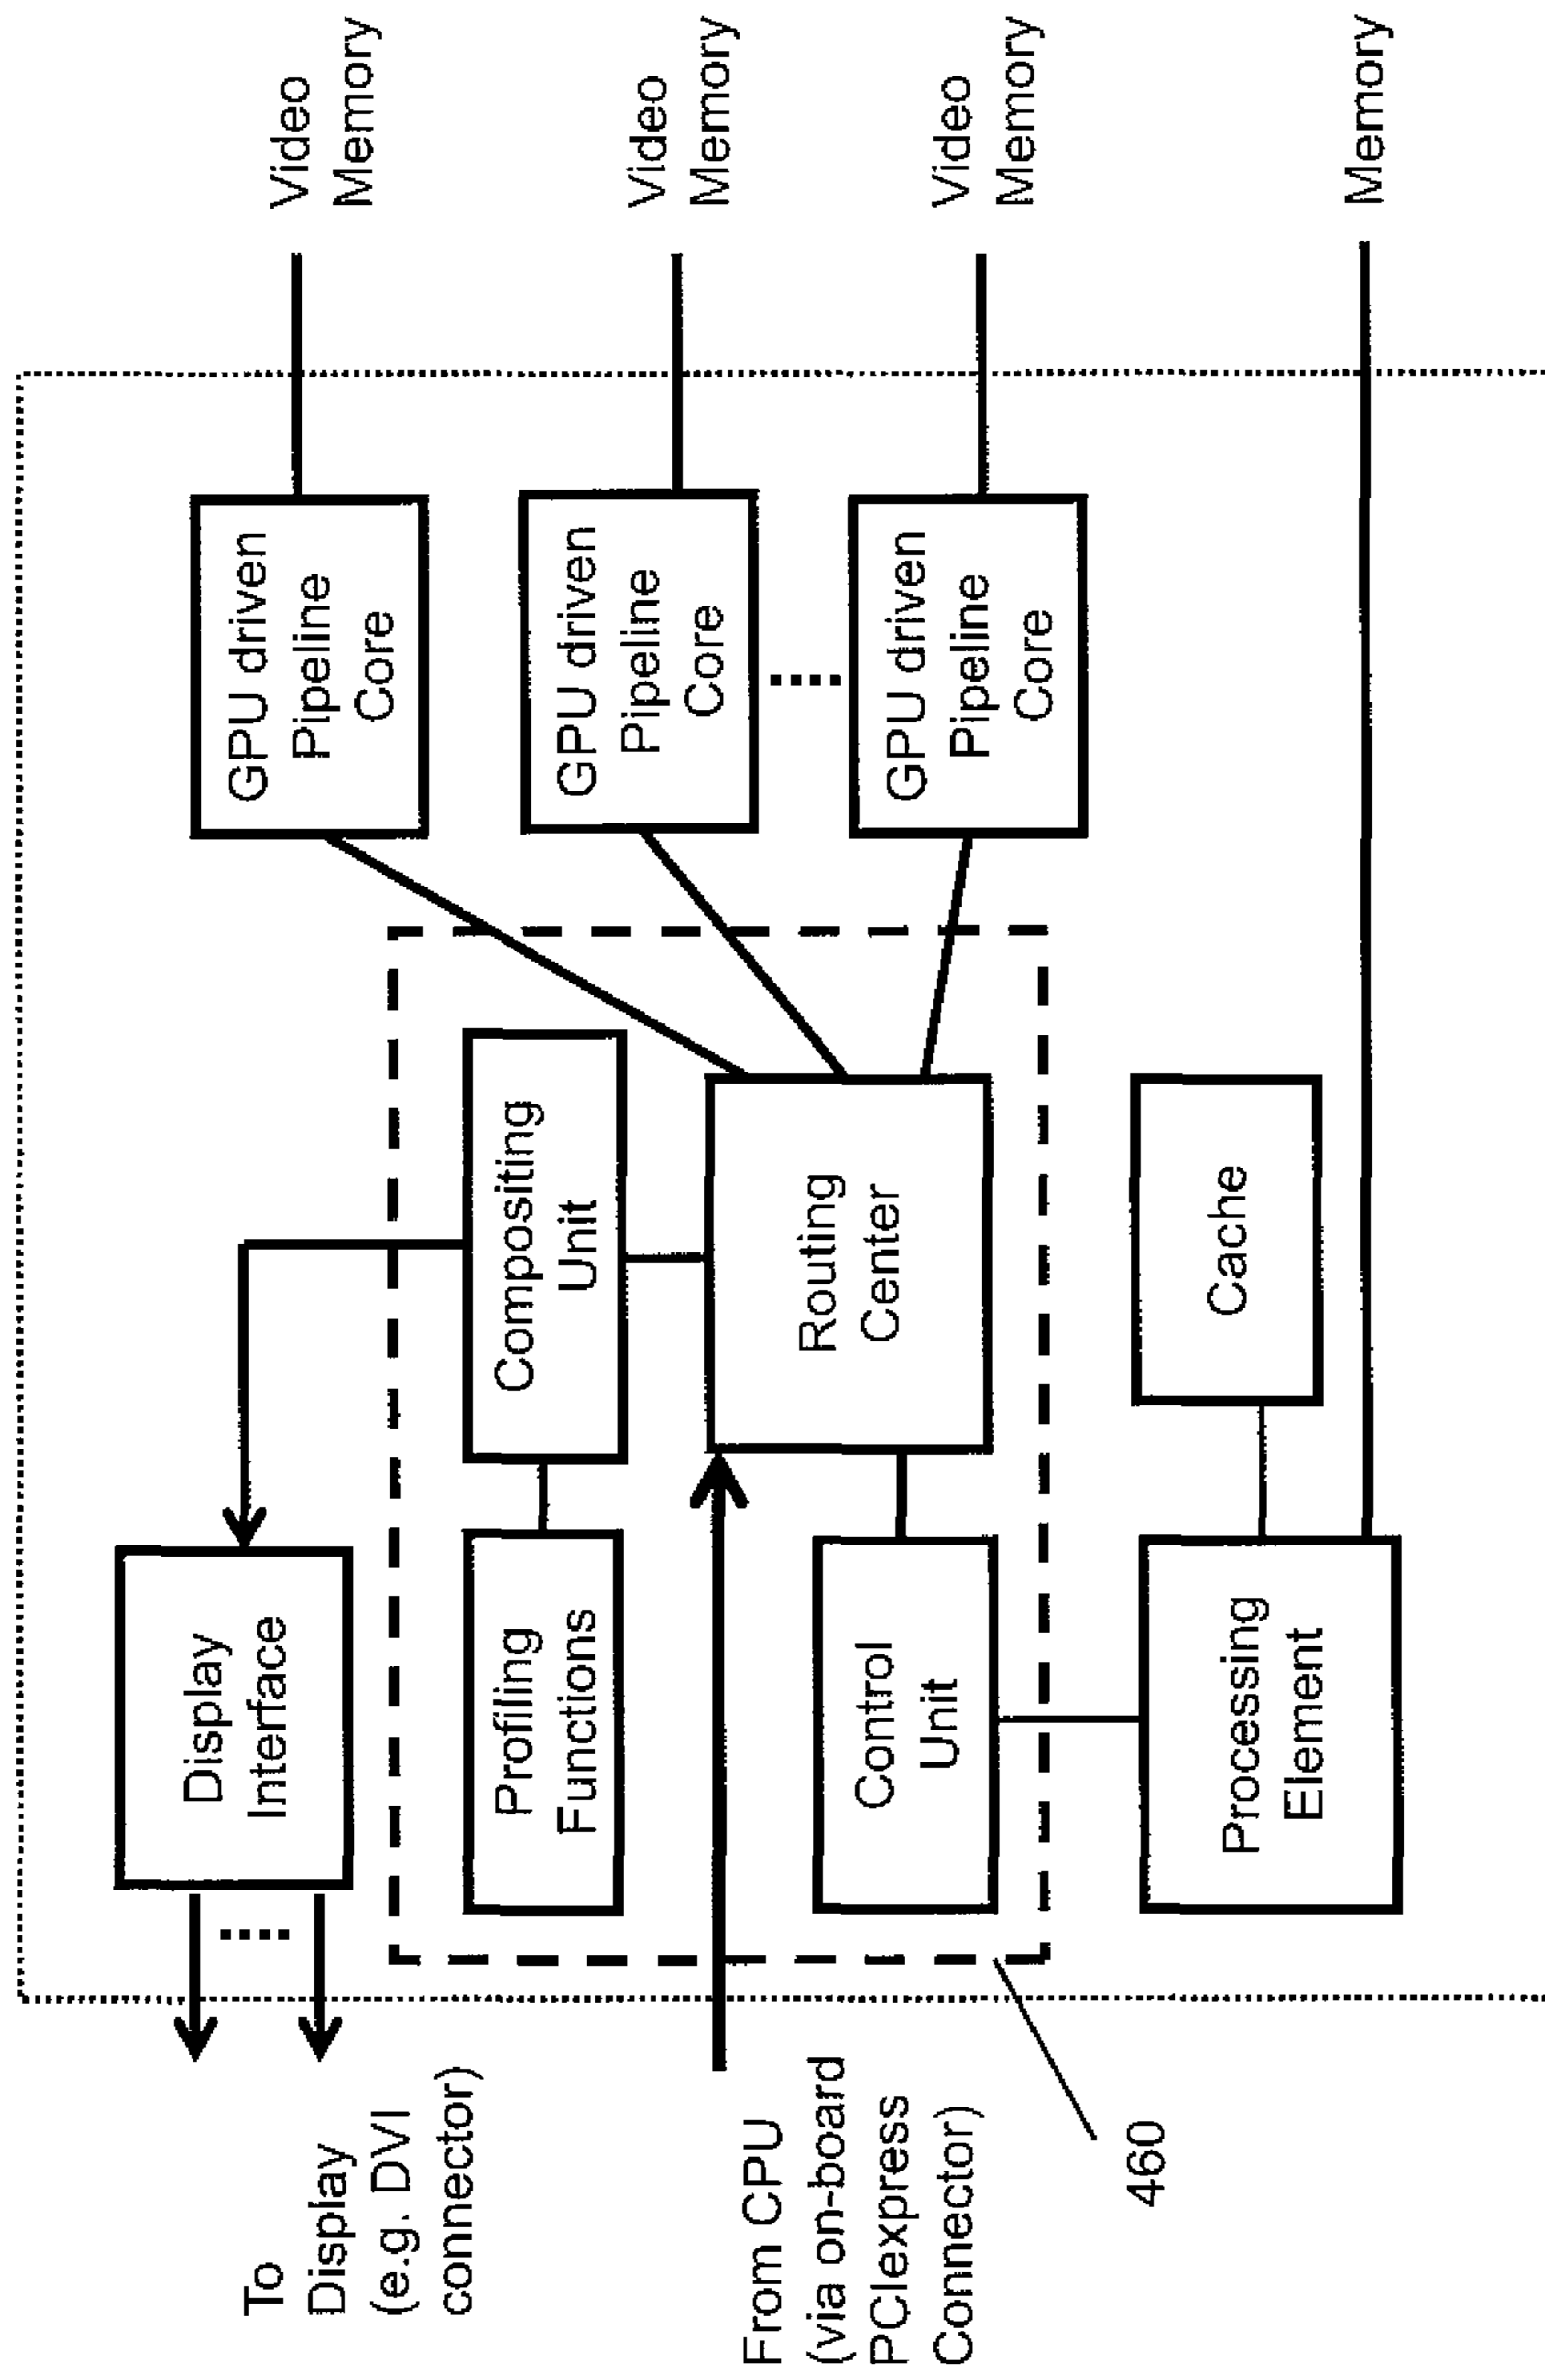 To
Display
(e.g. DVI
connector)
Display
Interface
GPU driven
Pipeline
Core
Video
Memory
Profiling
Functions
Compositing
Unit
GPU driven
Pipeline
Core
Video
Memory
From CPU
(via on-board
PCIexpress
Connector)
Control
Unit
Routing
Center
GPU driven
Pipeline
Core
Video
Memory
460
Processing
Element
Cache
Memory